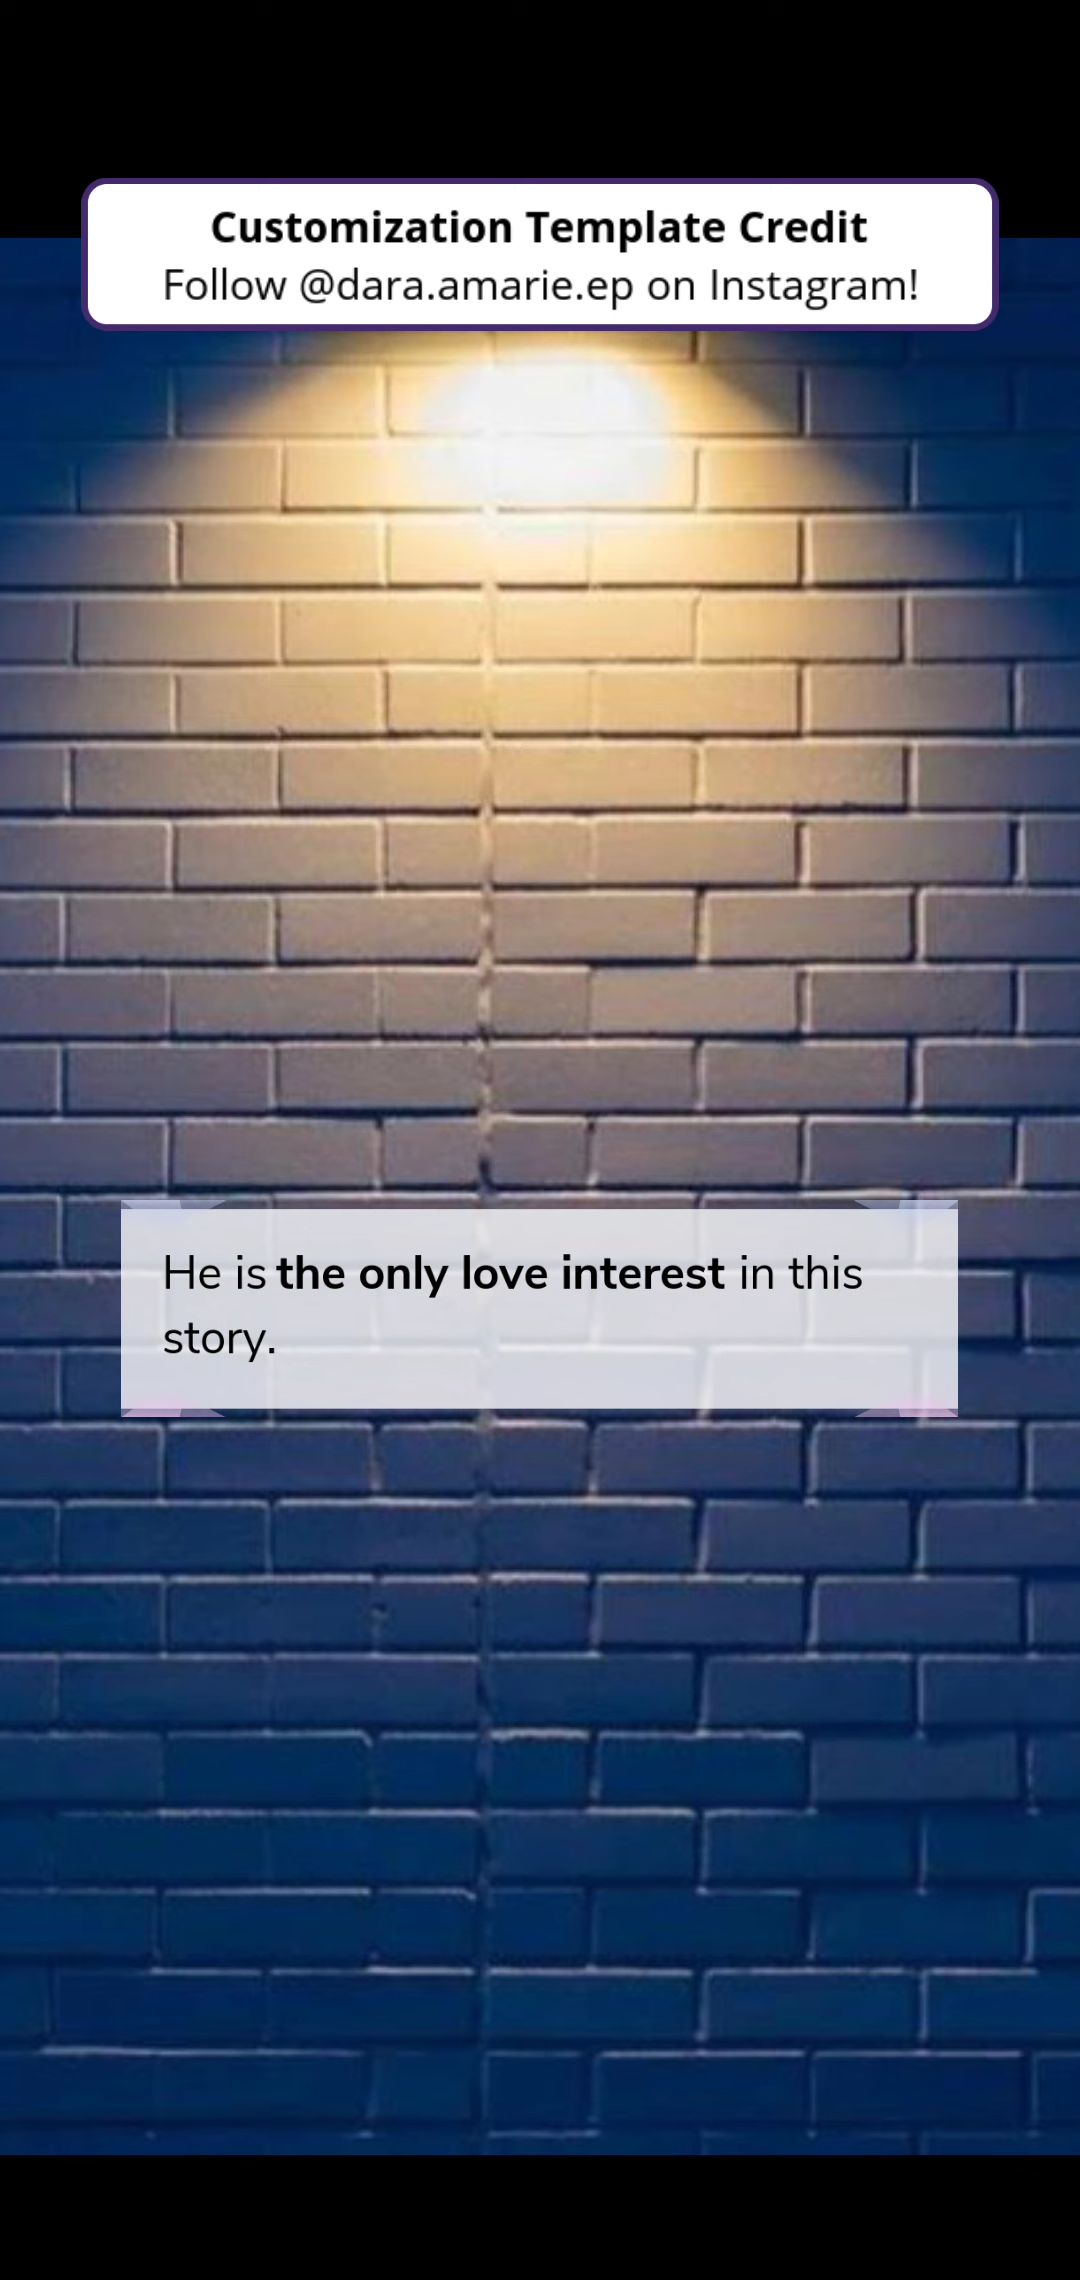 Customization Template Credit
Follow @dara.amarie.ep on Instagram!
He is the only love interest in this
story.